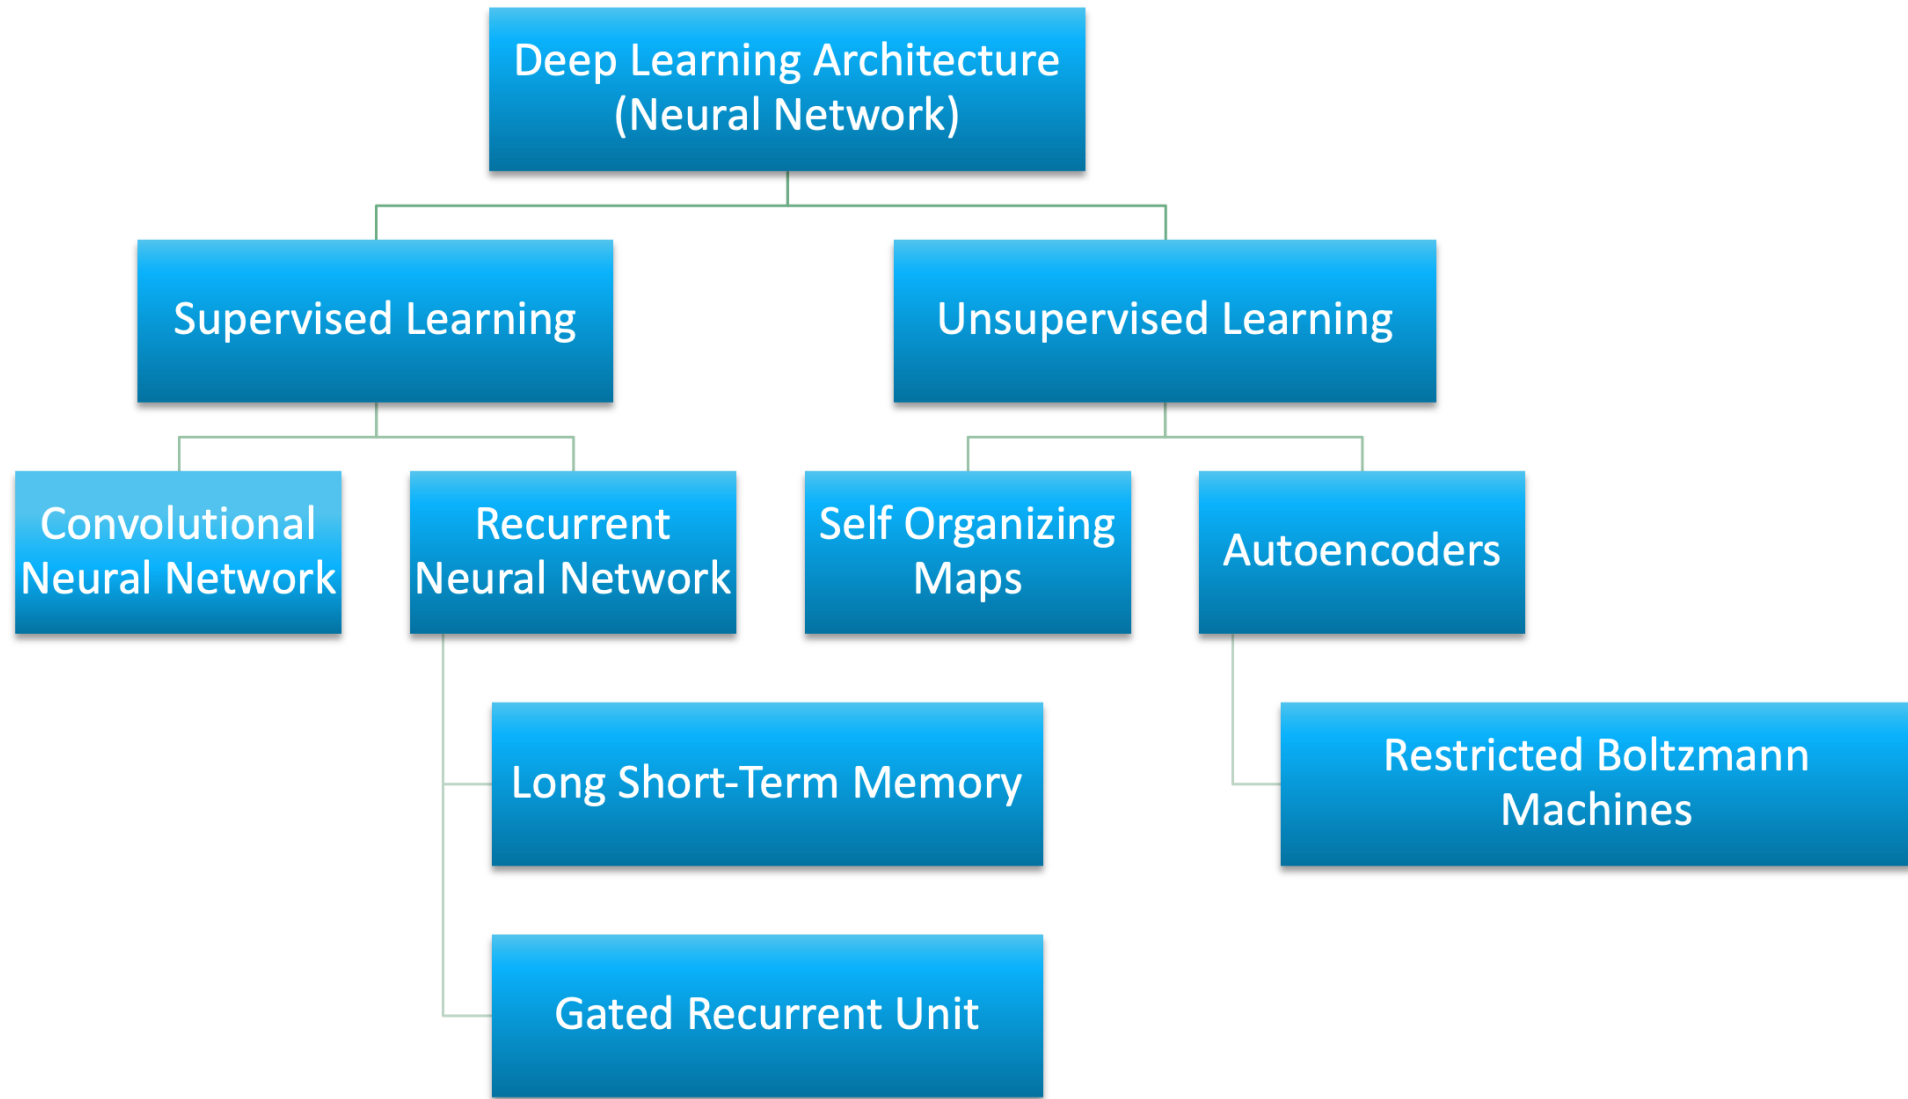 Deep Learning Architecture
(Neural Network)
Supervised Learning
Unsupervised Learning
Convolutional
Neural Network
Recurrent
Neural Network
Self Organizing
Maps
Autoencoders
Long Short-Term Memory
Restricted Boltzmann
Machines
Gated Recurrent Unit